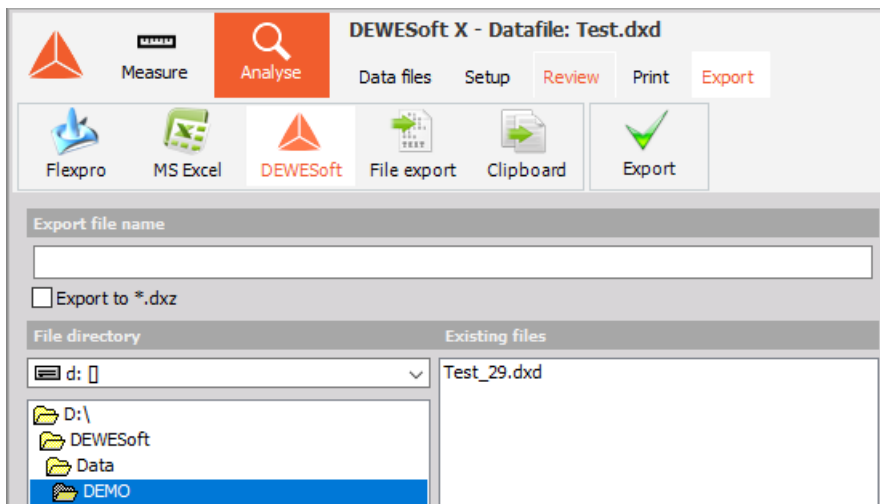 DEWESoft X - Datafile: Test.dxd
Measure
Analyse
Data files
Setup
Review
Print
Export
Flexpro
MS Excel
DEWESoft
TEXT
File export
Clipboard
Export
Export file name
Export to *.dxz
File directory
Existing files
d: []
Test_29.dxd
D:\
DEWESoft
Data
DEMO